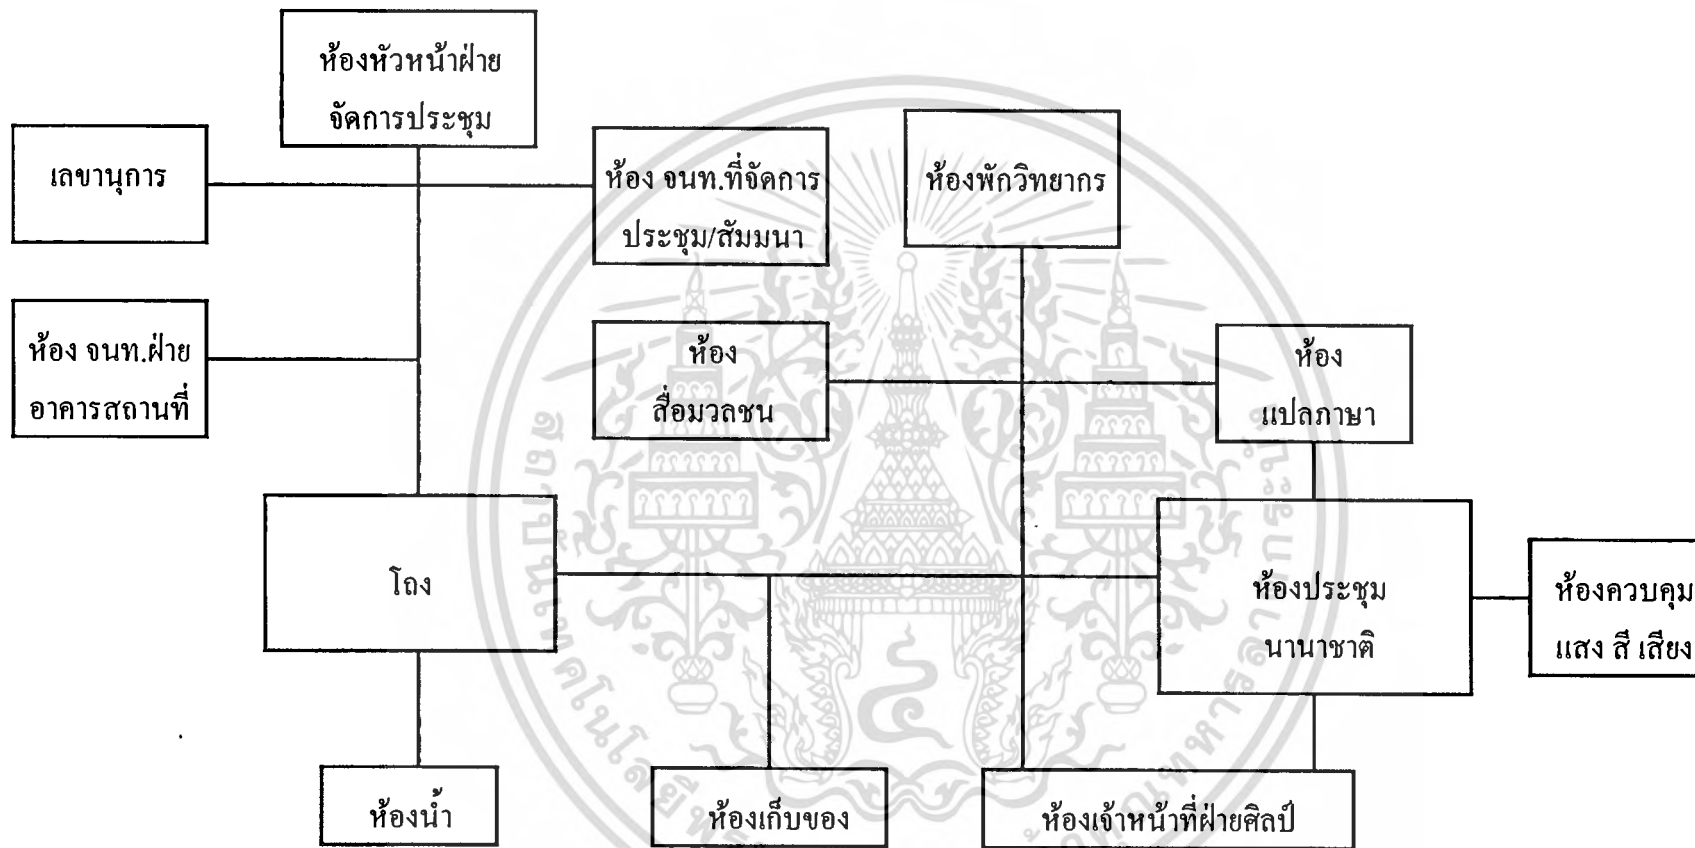 ห้องหัวหน้าฝ่าย
จัดการประชุม
เลขานุการ
ห้อง จนท.ที่จัดการ
ประชุม/สัมมนา
ห้องพักวิทยากร
ห้อง จนท.ฝ่าย
อาคารสถานที่
ห้อง
สื่อมวลชน
ห้อง
แปลภาษา
โถง
ห้องประชุม
นานาชาติ
ห้องควบคุม
แสง สี เสียง
ห้องน้ำ
ห้องเก็บของ
ห้องเจ้าหน้าที่ฝ่ายศิลป์